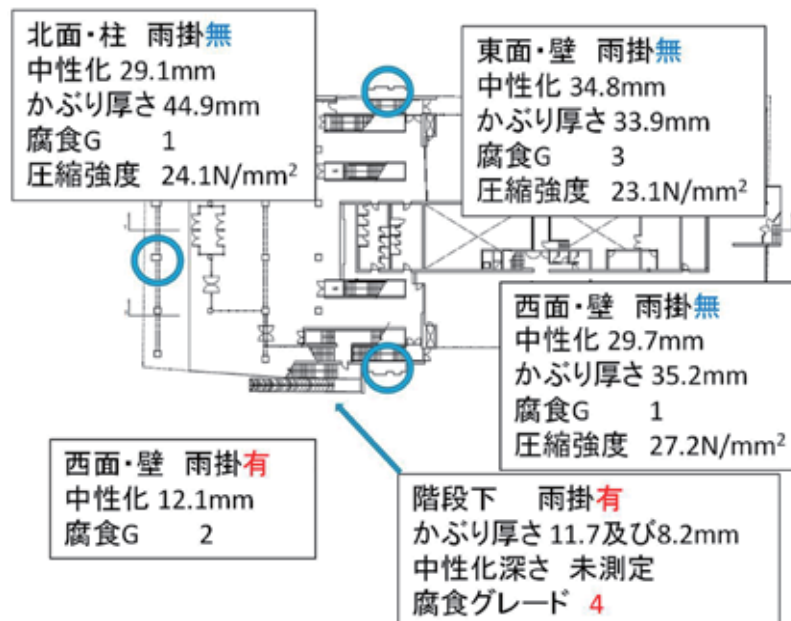 北面・柱 雨掛無
中性化 29.1mm
かぶり厚さ 44.9mm
腐食G 1
圧縮強度 24.1N/mm²
東面・壁 雨掛無
中性化 34.8mm
かぶり厚さ 33.9mm
腐食G 3
圧縮強度 23.1N/mm²
西面・壁 雨掛無
中性化 29.7mm
かぶり厚さ 35.2mm
腐食G 1
圧縮強度 27.2N/mm²
西面・壁 雨掛有
中性化 12.1mm
腐食G 2
階段下 雨掛有
かぶり厚さ 11.7及び8.2mm
中性化深さ 未測定
腐食グレード 4